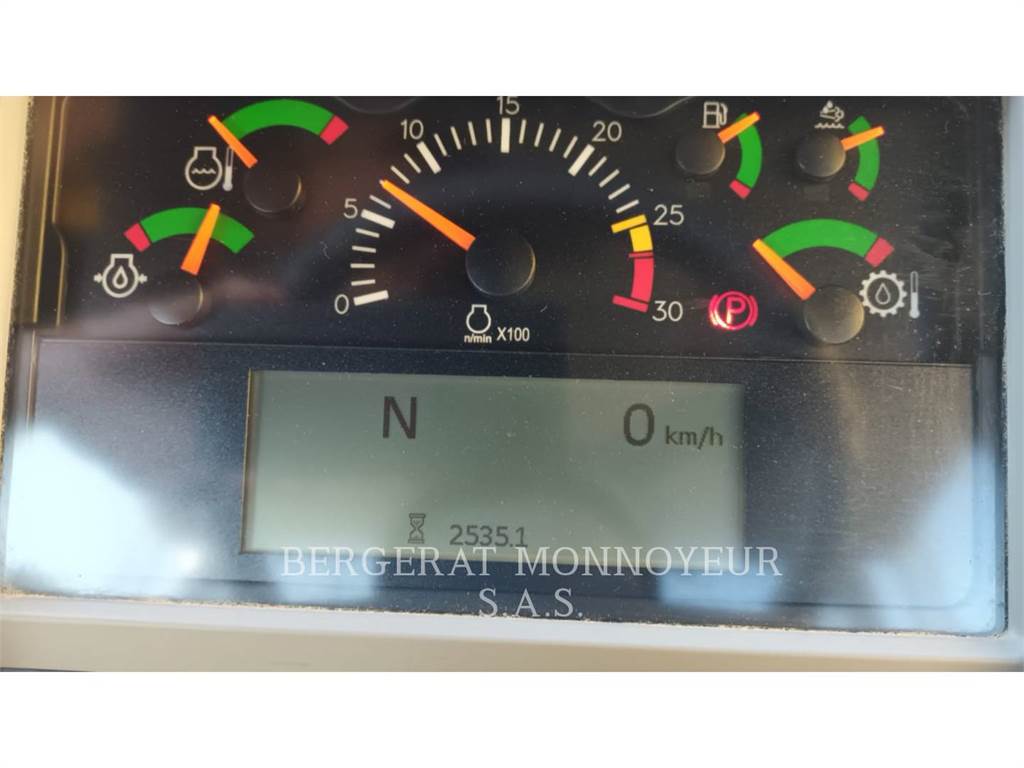 15
10 20
5 25
0 30
n/min X100
P
N 0 km/h
2535.1
BERGERAT MONNOYEUR
S.A.S.